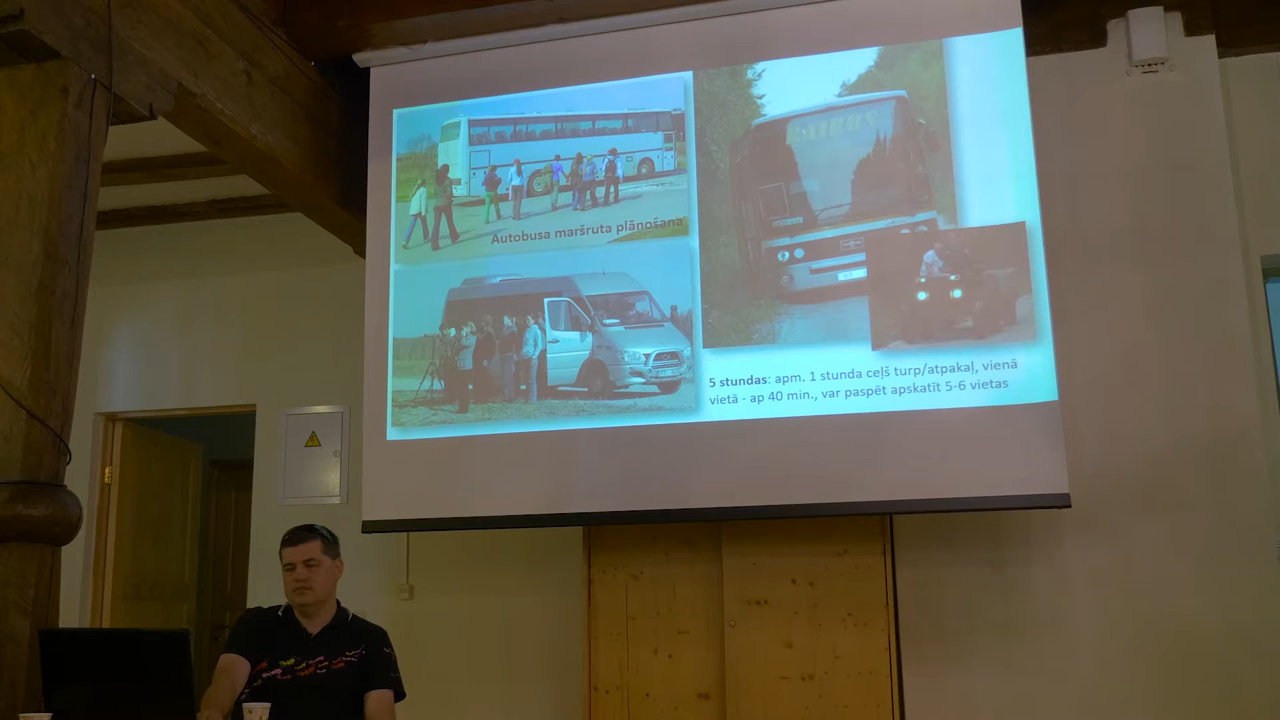 Autobusa maršruta plānošana
5 stundas: apm. 1 stunda ceļš turp/atpakaļ, vienā
vietā - ap 40 min., var paspēt apskatīt 5-6 vietas